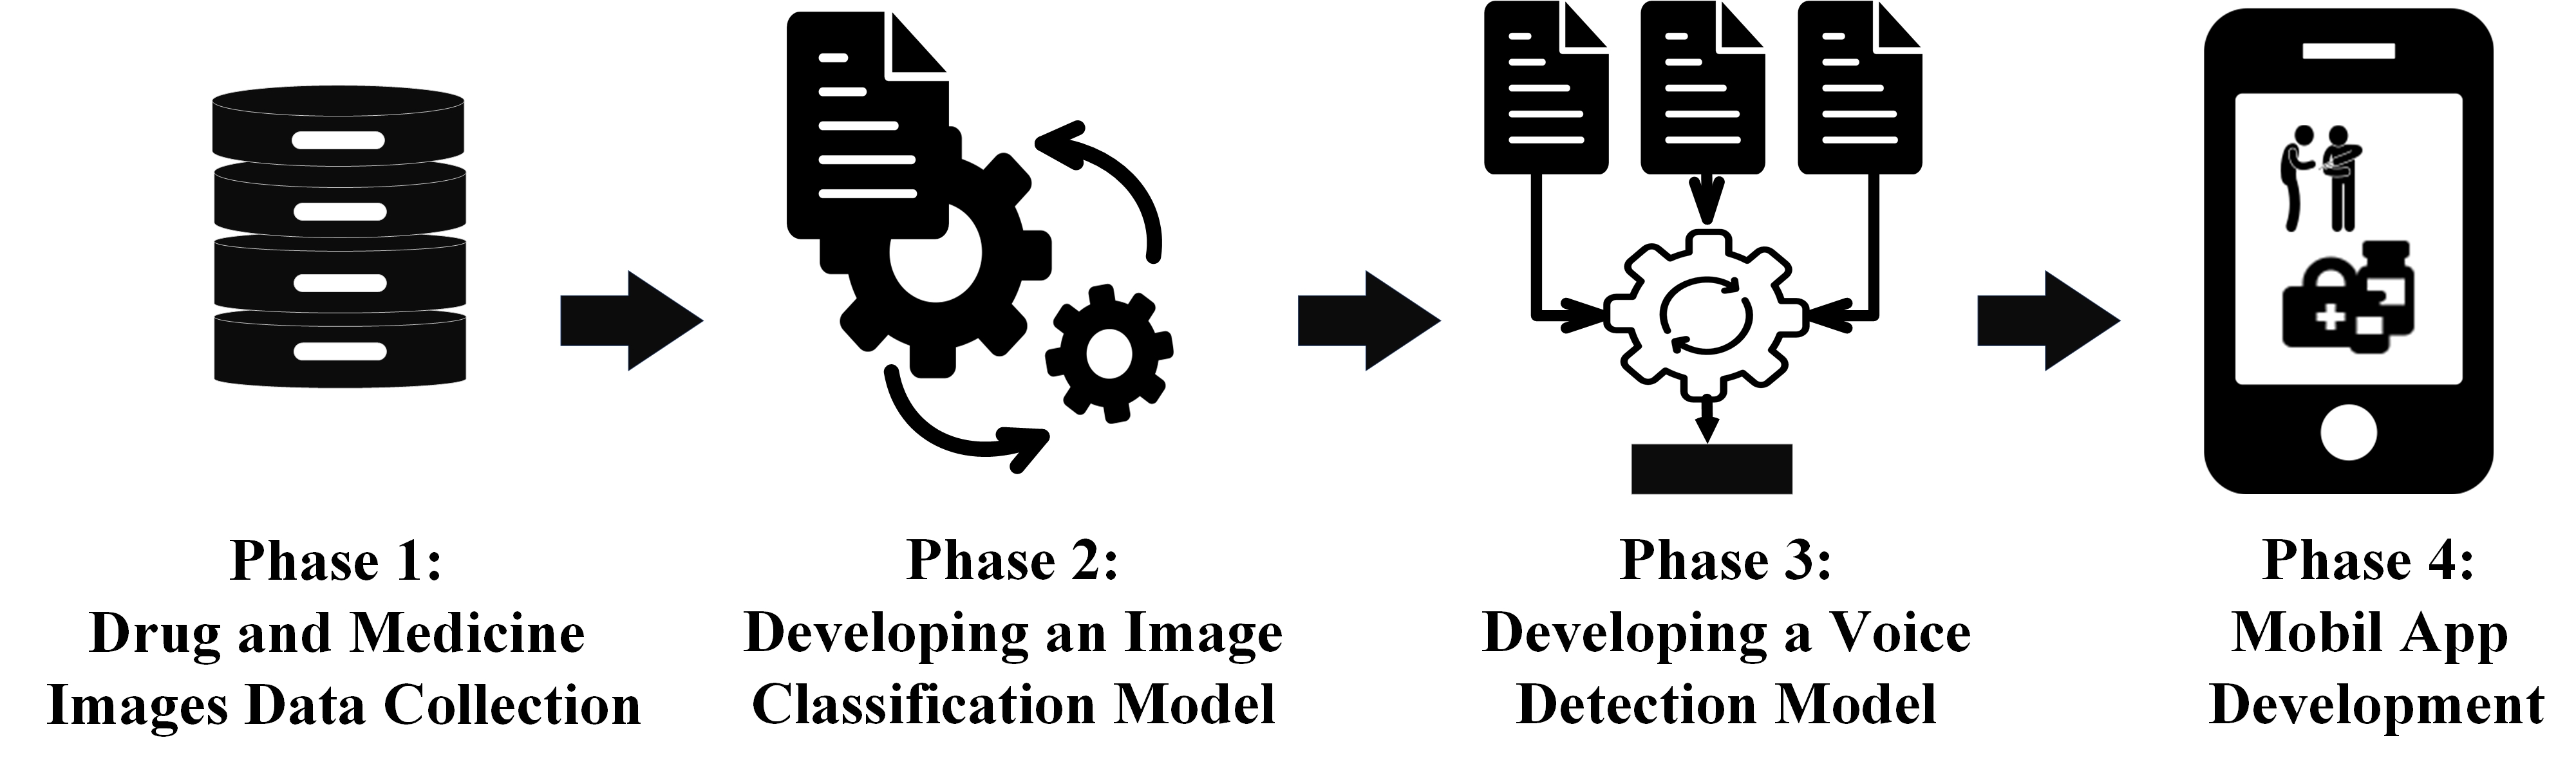 Phase 1:
Drug and Medicine
Images Data Collection
Phase 2:
Developing an Image
Classification Model
Phase 3:
Developing a Voice
Detection Model
Phase 4:
Mobil App
Development